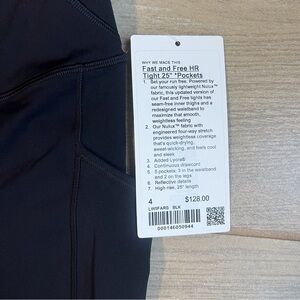 WHY WE MADE THIS
Fast and Free HR
Tight 25" *Pockets
1. Set your run free. Powered by
our famously lightweight Nulux™
fabric, this updated version of
our Fast and Free tights has
seam-free inner thighs and a
redesigned waistband to
maximize that smooth,
weightless feeling
2. Our Nulux™ fabric with
engineered four-way stretch
provides weightless coverage
that's quick-drying,
sweat-wicking, and feels cool
and sleek
3. Added Lycra®
4. Continuous drawcord
5. 5 pockets: 3 in the waistband
and 2 on the legs
6. Reflective details
7. High rise, 25" length
4 $128.00
LW5FARS BLK
000146050944